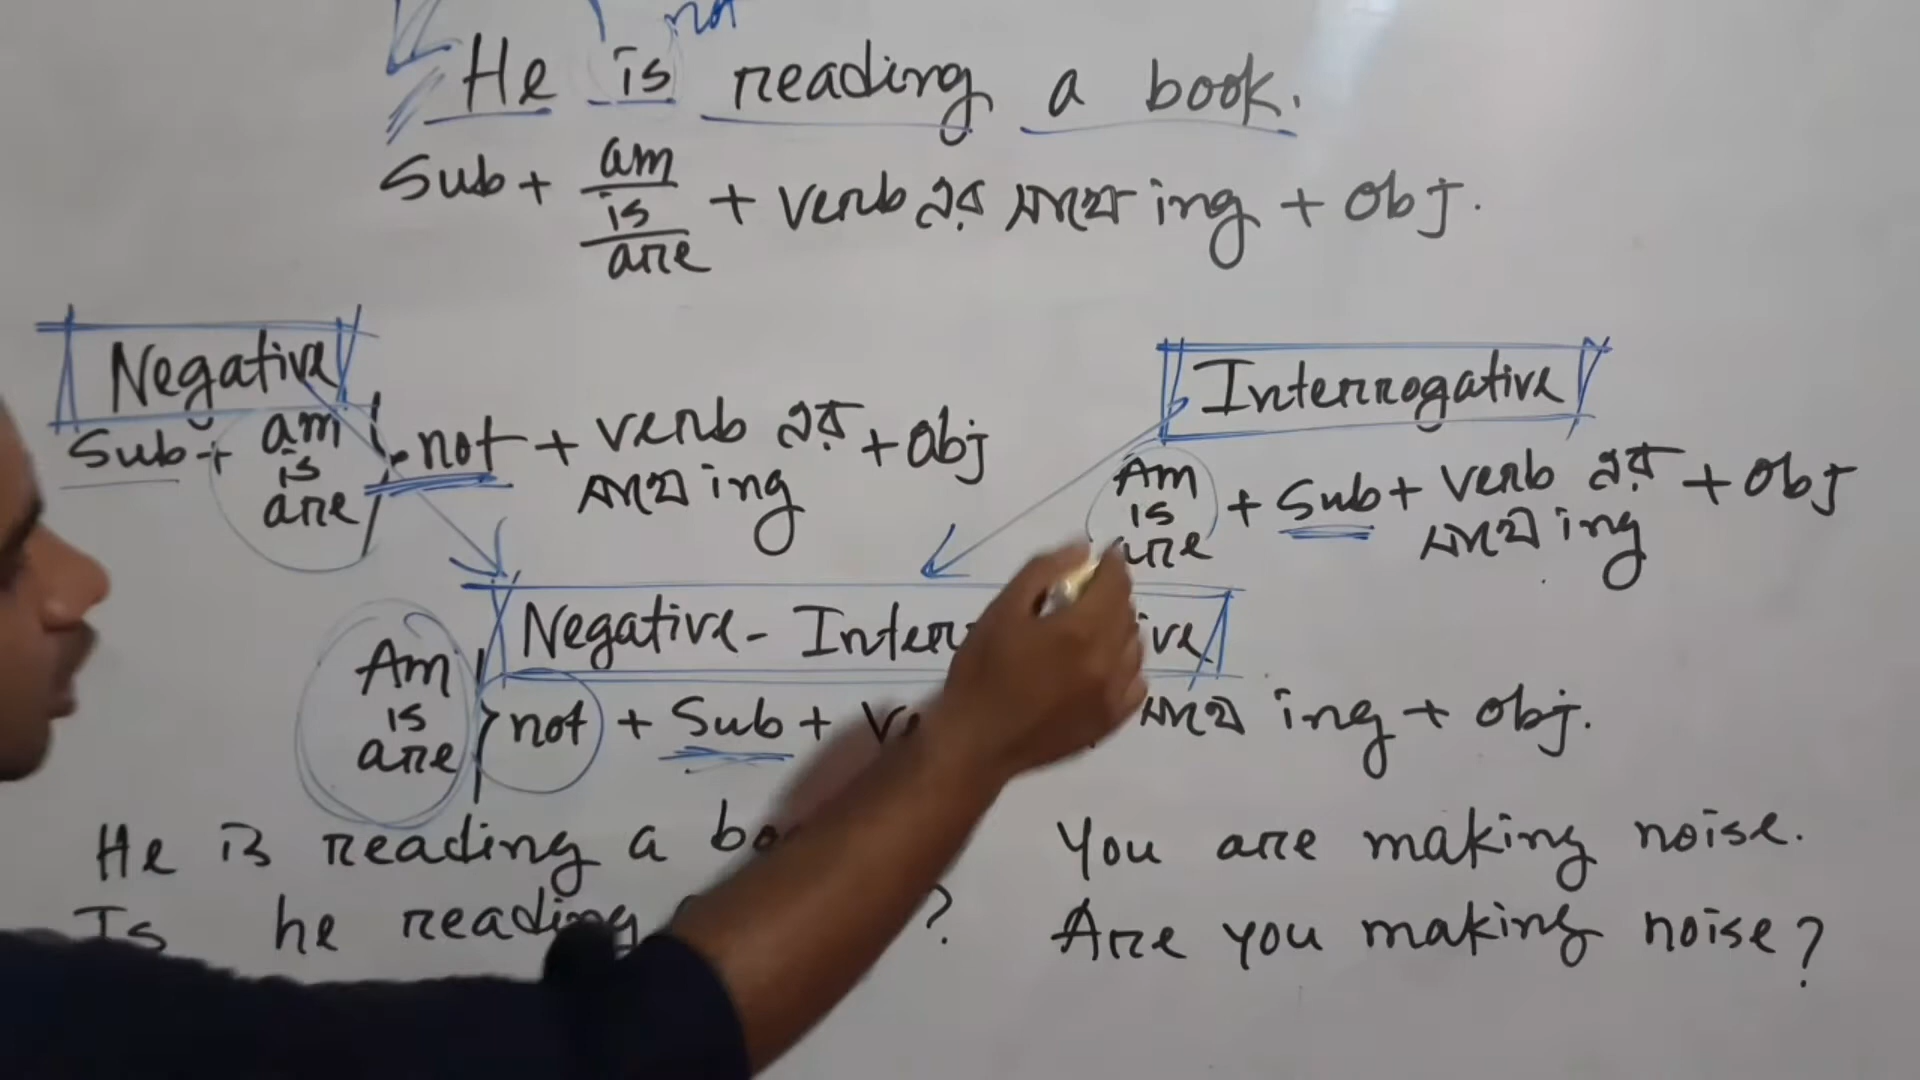 not
He is reading a book.
Sub + am is are + verb এর সাথে ing + obj.
Negative
Sub + am is are not + verb এর সাথে ing + obj
Interrogative
Am is are + Sub + verb এর সাথে ing + obj
Negative-
Am is are not + Sub + সাথে ing + obj.
He is reading a
Is he reading ?
You are making noise.
Are you making noise?